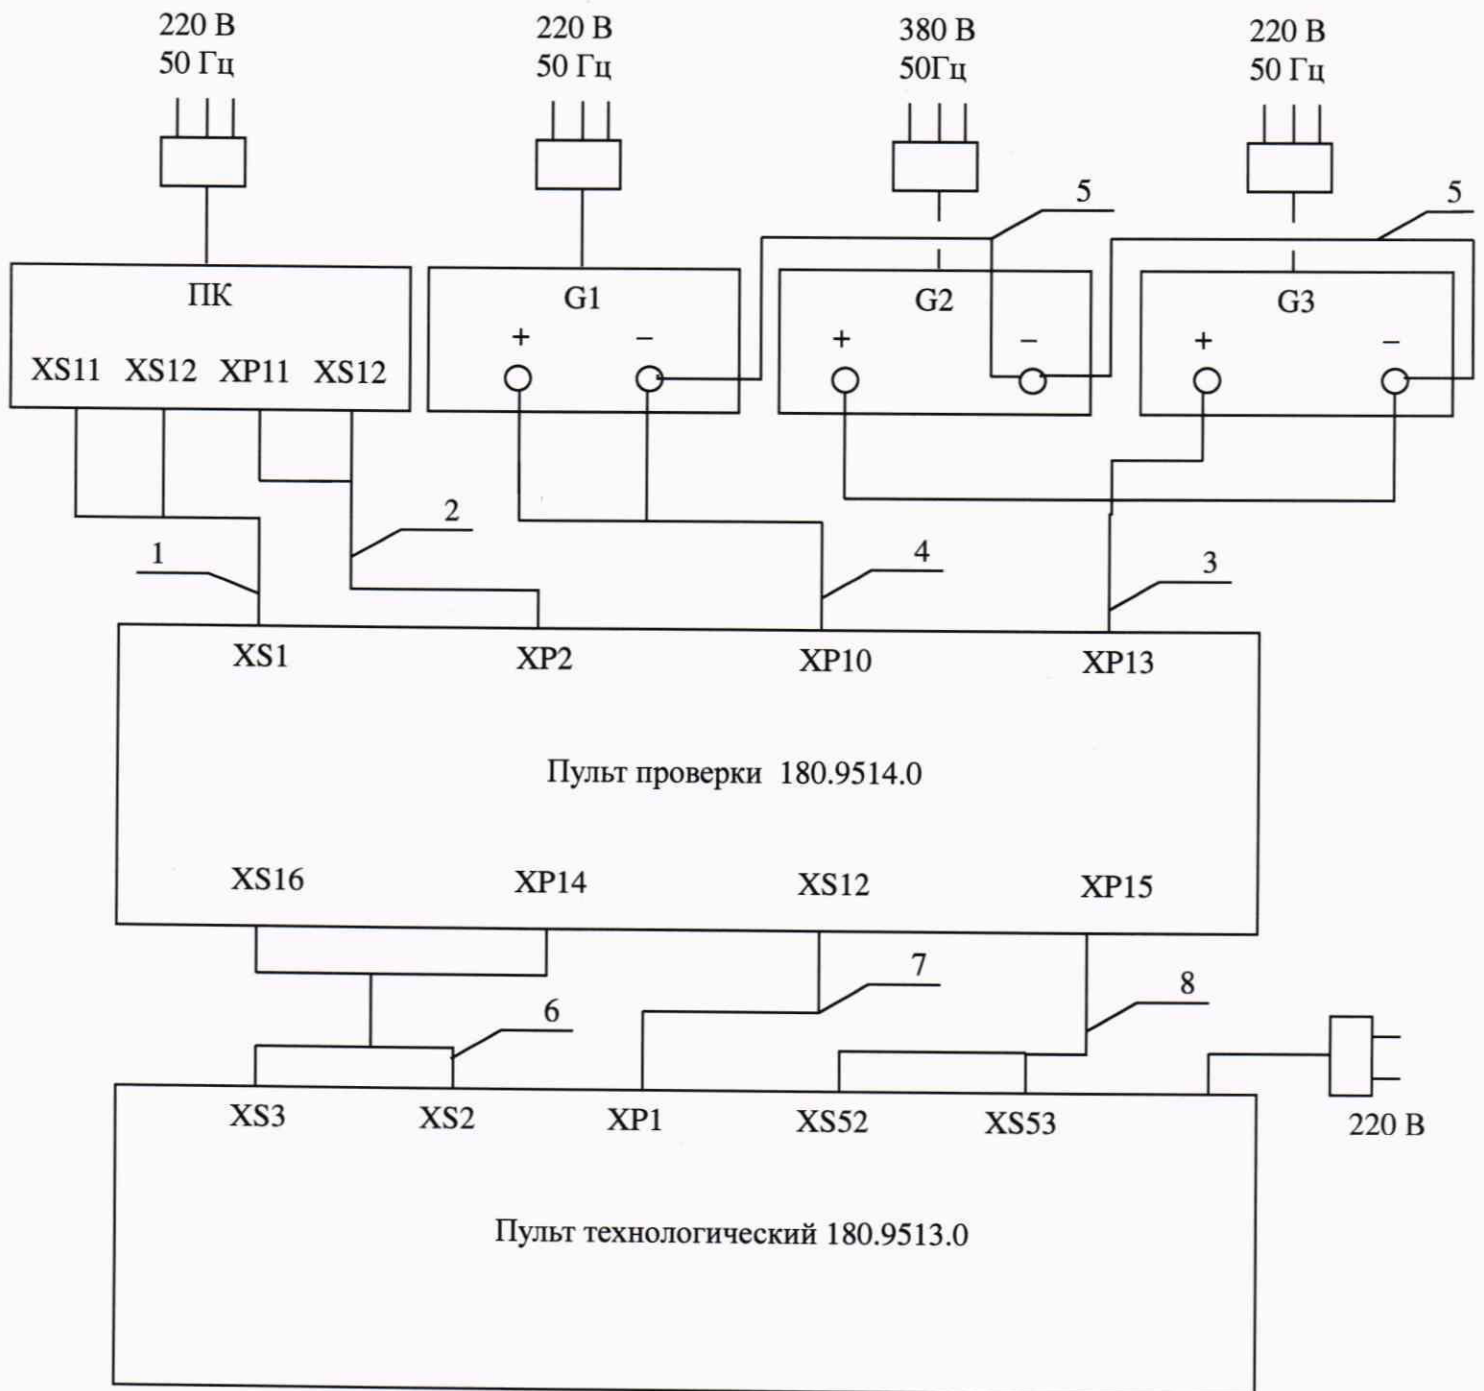 220 В
50 Гц
220 В
50 Гц
380 В
50Гц
220 В
50 Гц
5
5
ПК
G1
G2
G3
+ –
+ –
+ –
XS11 XS12 XP11 XS12
2
1
4
3
XS1 XP2 XP10 XP13
Пульт проверки 180.9514.0
XS16 XP14 XS12 XP15
7
8
6
XS3 XS2 XP1 XS52 XS53
220 В
Пульт технологический 180.9513.0